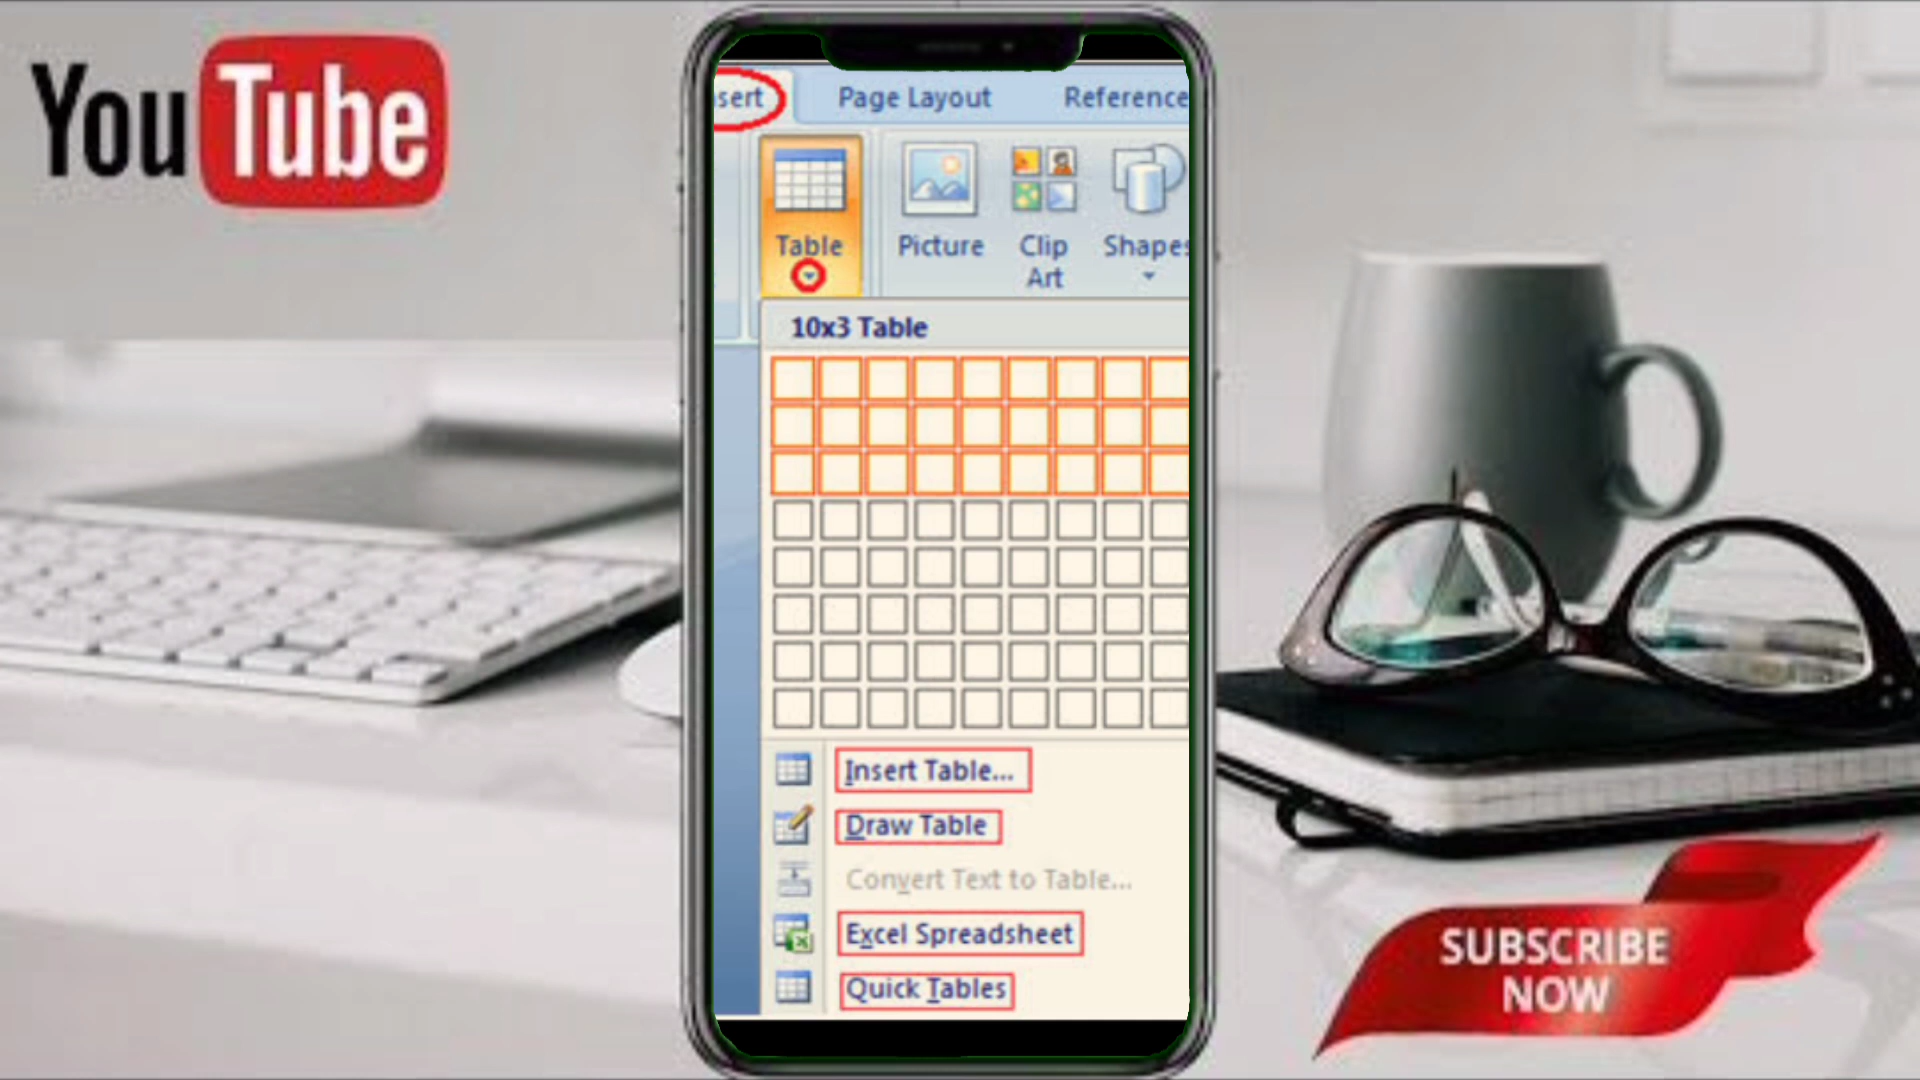 YouTube
sert Page Layout Reference
Table Picture Clip Art Shapes
10x3 Table
Insert Table...
Draw Table
Convert Text to Table...
Excel Spreadsheet
Quick Tables
SUBSCRIBE
NOW